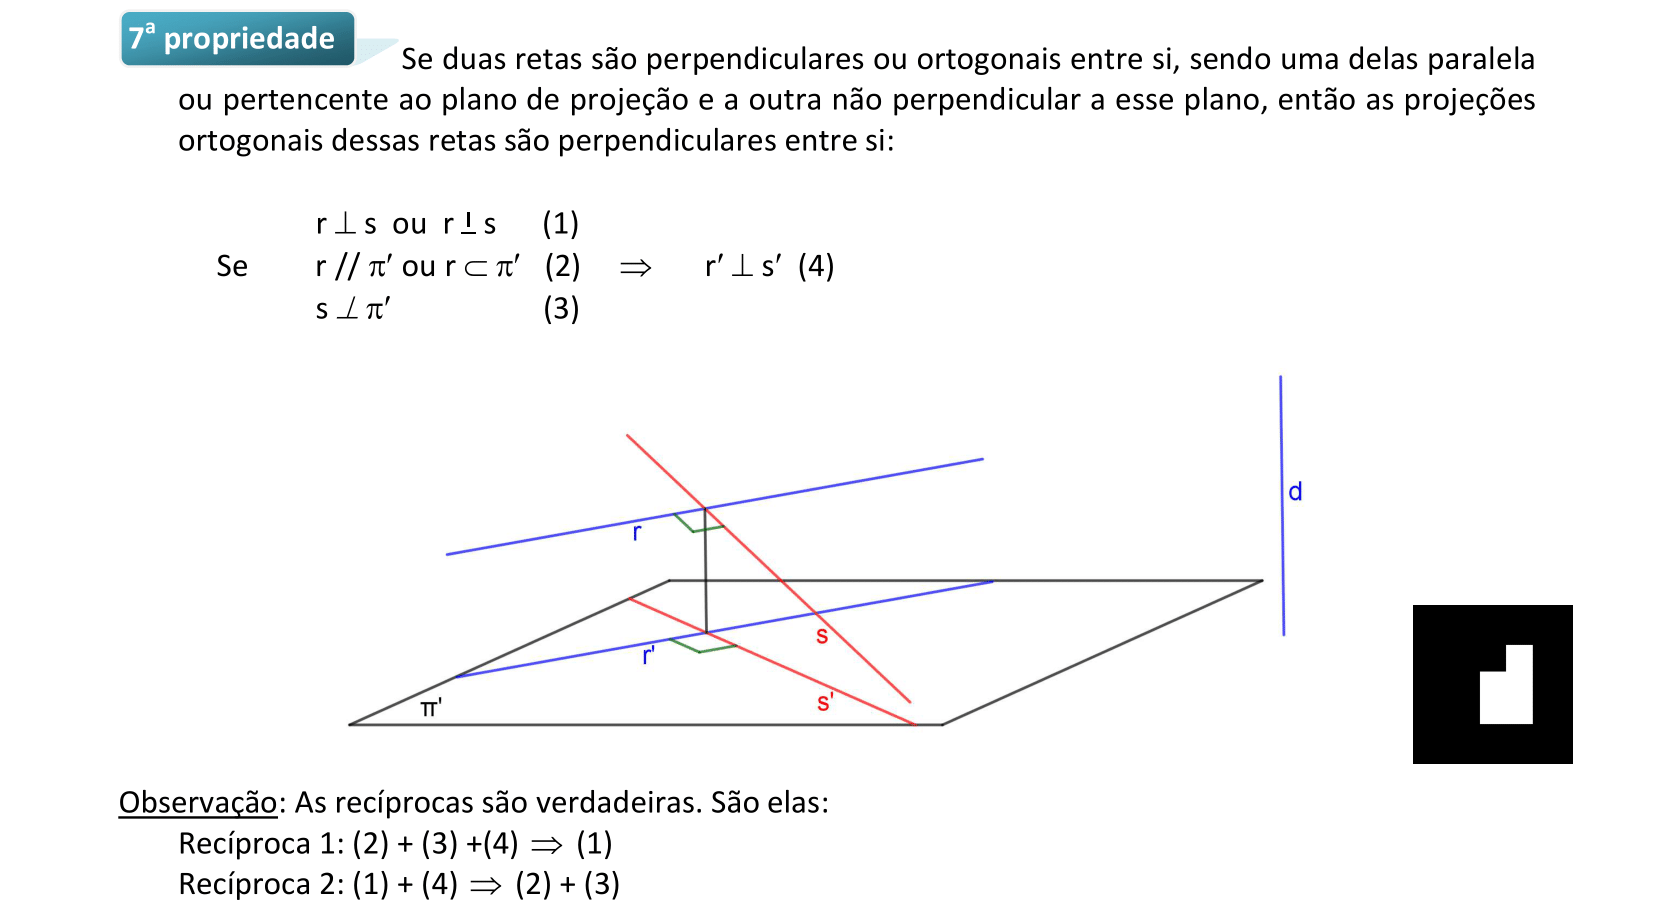 7ª propriedade
Se duas retas são perpendiculares ou ortogonais entre si, sendo uma delas paralela
ou pertencente ao plano de projeção e a outra não perpendicular a esse plano, então as projeções
ortogonais dessas retas são perpendiculares entre si:
r ⊥ s ou r ⊥ s (1)
Se r // π′ ou r ⊂ π′ (2) ⇒ r′ ⊥ s′ (4)
s ⊥̸ π′ (3)
d
r
s
r'
s'
π'
Observação: As recíprocas são verdadeiras. São elas:
Recíproca 1: (2) + (3) +(4) ⇒ (1)
Recíproca 2: (1) + (4) ⇒ (2) + (3)